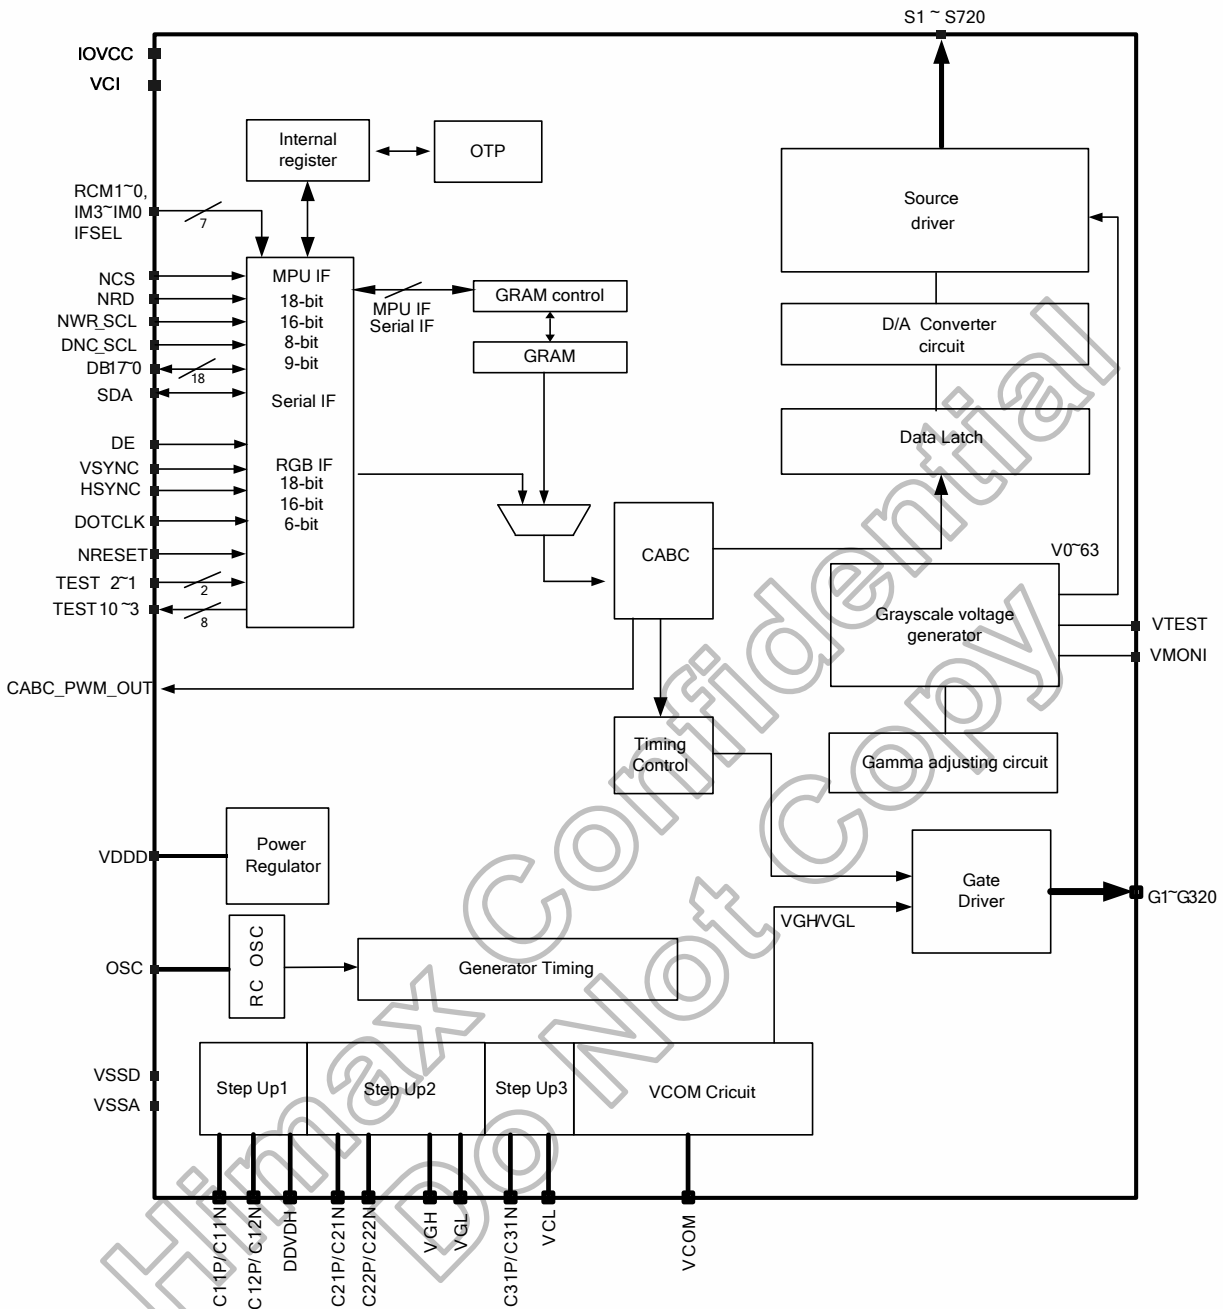 S1 ~ S720
IOVCC
VCI
Internal
register
OTP
RCM1~0,
IM3~IM0
IFSEL
7
Source
driver
NCS
NRD
NWR_SCL
DNC_SCL
DB17~0
18
SDA
MPU IF
18-bit
16-bit
8-bit
9-bit
Serial IF
MPU IF
Serial IF
GRAM control
GRAM
D/A Converter
circuit
Data Latch
DE
VSYNC
HSYNC
DOTCLK
NRESET
TEST 2~1
2
TEST10~3
8
RGB IF
18-bit
16-bit
6-bit
CABC
V0~63
Grayscale voltage
generator
VTEST
VMONI
CABC_PWM_OUT
Timing
Control
Gamma adjusting circuit
VDDD
Power
Regulator
Gate
Driver
G1~G320
VGH/VGL
OSC
RC OSC
Generator Timing
VSSD
VSSA
Step Up1
Step Up2
Step Up3
VCOM Cricuit
C11P/C11N
C12P/C12N
DDVDH
C21P/C21N
C22P/C22N
VGH
VGL
C31P/C31N
VCL
VCOM
Himax Confidential
Do Not Copy